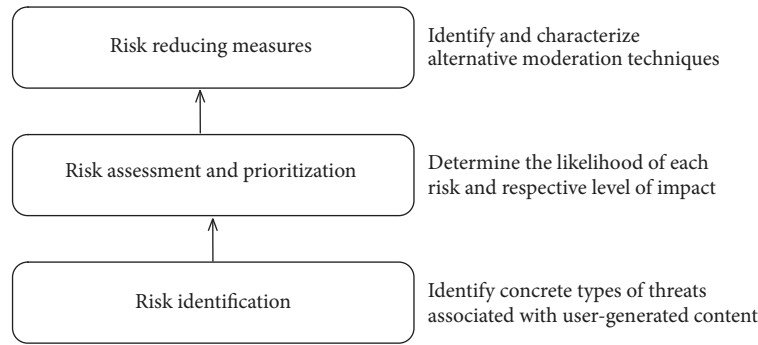 Risk reducing measures
Identify and characterize
alternative moderation techniques
Risk assessment and prioritization
Determine the likelihood of each
risk and respective level of impact
Risk identification
Identify concrete types of threats
associated with user-generated content